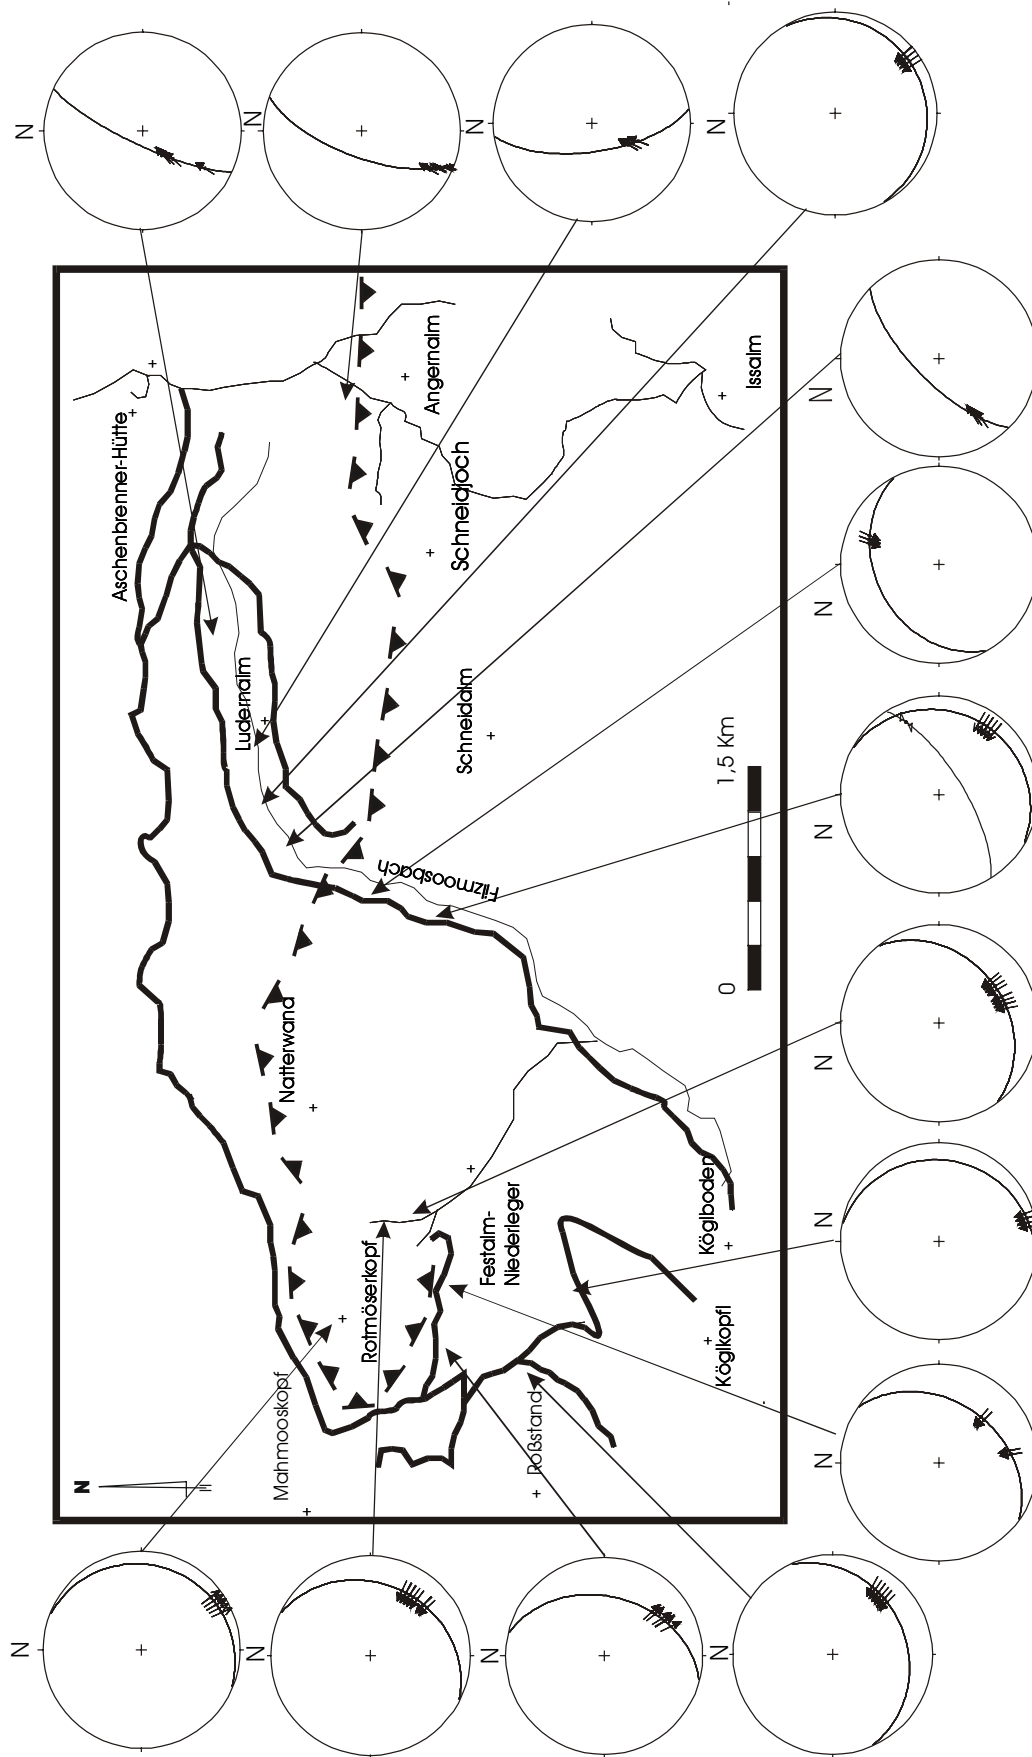 N
N
N
N
Aschenbrenner-Hütte
Angernalm
Issalm
Schneidjoch
Ludernalm
Schneidalm
Filzmoosbach
0
1,5 Km
Natterwand
Rotmöserkopf
Festalm-
Niederleger
Köglboden
Köglkopfl
Mahmooskopf
Roßstand
N
N
N
N
N
N
N
N
N
N
N